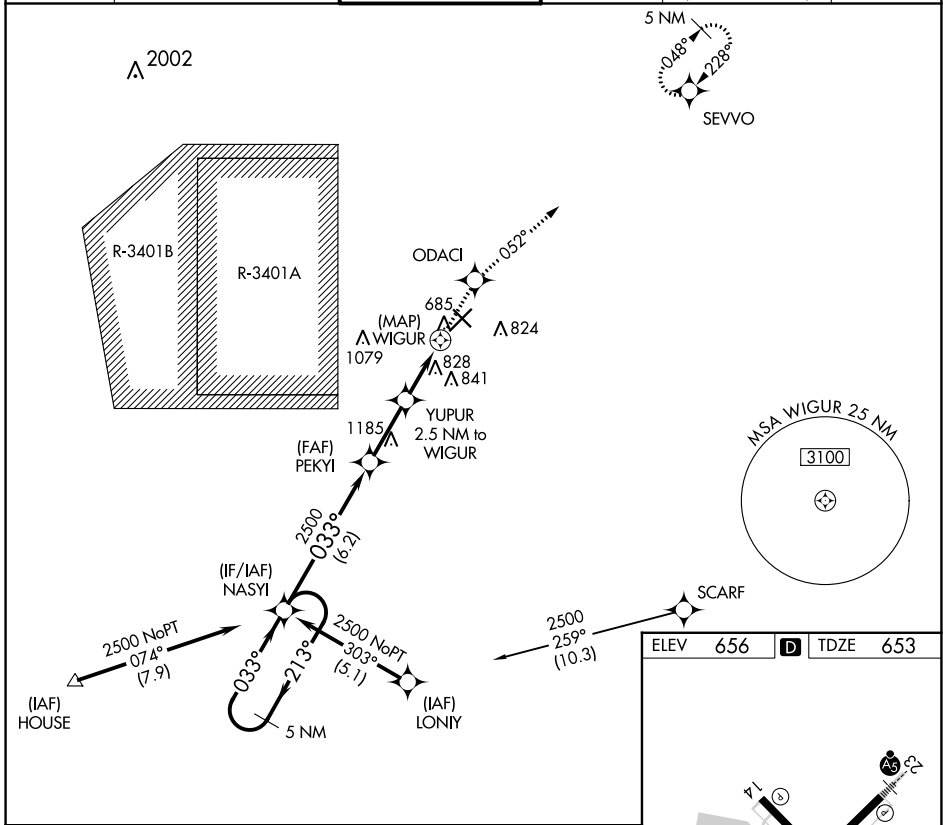 2002
5 NM
048°
228°
SEVVO
R-3401B
R-3401A
ODACI
052°
685
(MAP)
WIGUR
824
1079
828
841
YUPUR
2.5 NM to
WIGUR
1185
(FAF)
PEKYI
MSA WIGUR 25 NM
3100
2500
033°
(6.2)
(IF/IAF)
NASYI
SCARF
2500
259°
(10.3)
2500 NoPT
074°
(7.9)
2500 NoPT
303°
(5.1)
033°
213°
(IAF)
HOUSE
(IAF)
LONIY
5 NM
ELEV 656 D TDZE 653
A5
23
14
P
P